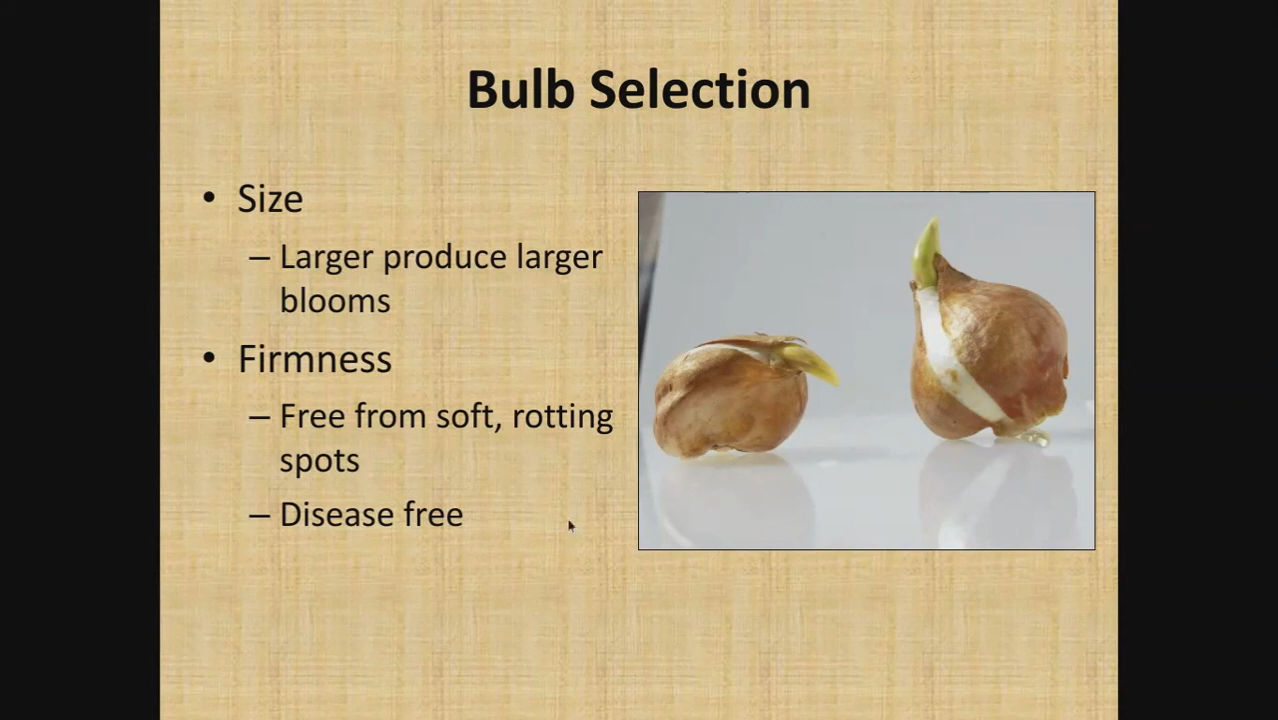 Bulb Selection
• Size
– Larger produce larger
blooms
• Firmness
– Free from soft, rotting
spots
– Disease free